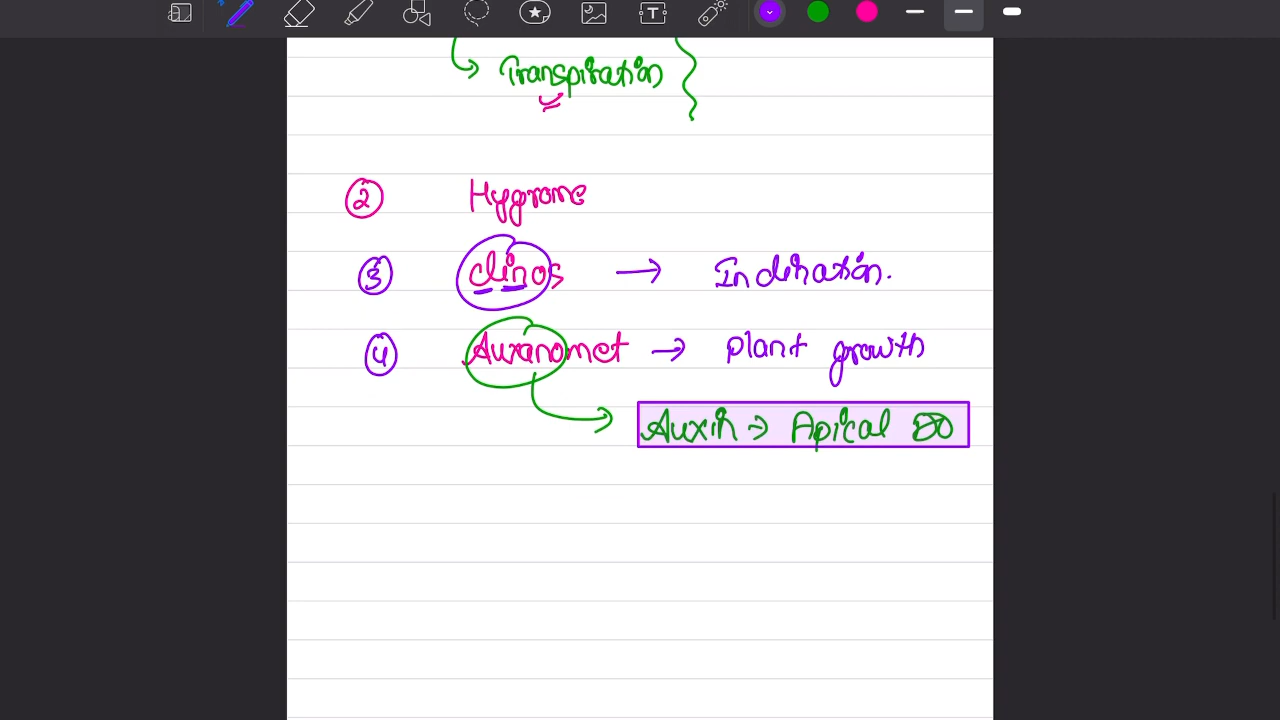 Transpiration
② Hygrome
③ clinos → Inclination.
④ Auxanomet → plant growth
Auxin → Apical